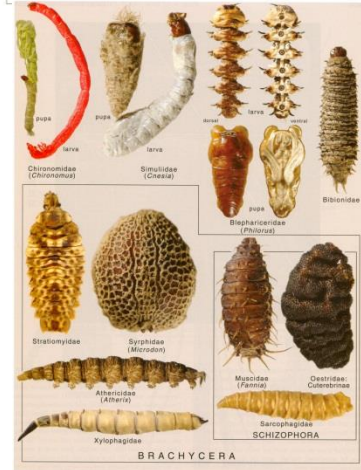 pupa
larva
Chironomidae
(Chironomus)
pupa
larva
Simuliidae
(Cnesia)
dorsal
larva
ventral
pupa
Blephariceridae
(Philorus)
Bibionidae
Stratiomyidae
Syrphidae
(Microdon)
Athericidae
(Atherix)
Xylophagidae
Muscidae
(Fannia)
Oestridae:
Cuterebrinae
Sarcophagidae
SCHIZOPHORA
BRACHYCERA